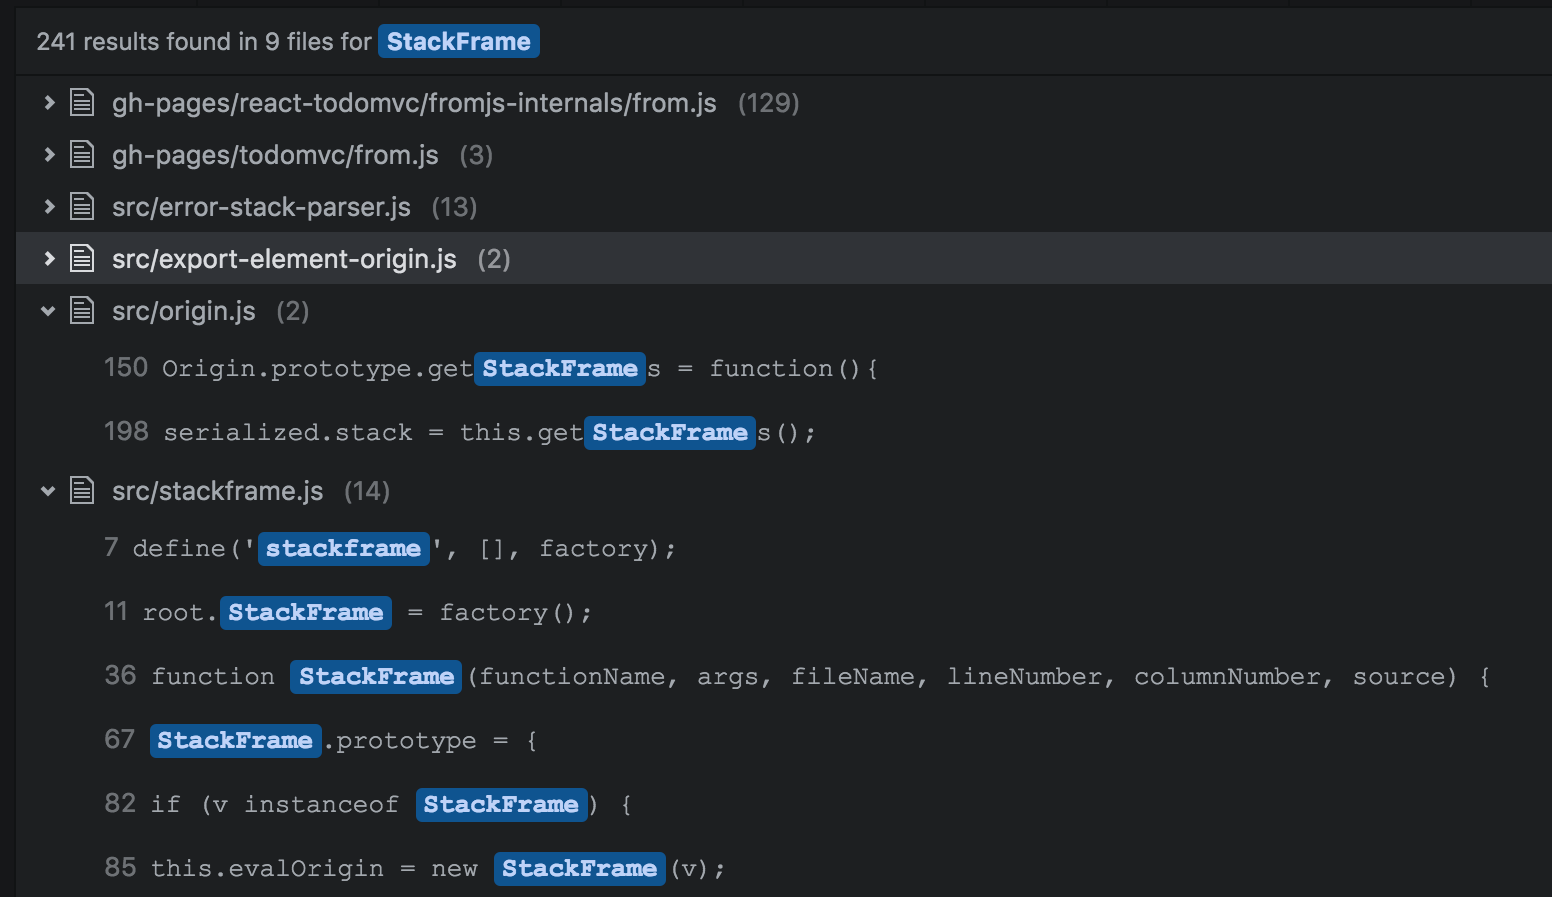 241 results found in 9 files for StackFrame
gh-pages/react-todomvc/fromjs-internals/from.js (129)
gh-pages/todomvc/from.js (3)
src/error-stack-parser.js (13)
src/export-element-origin.js (2)
src/origin.js (2)
150 Origin.prototype.getStackFrames = function(){
198 serialized.stack = this.getStackFrames();
src/stackframe.js (14)
7 define('stackframe', [], factory);
11 root.StackFrame = factory();
36 function StackFrame(functionName, args, fileName, lineNumber, columnNumber, source) {
67 StackFrame.prototype = {
82 if (v instanceof StackFrame) {
85 this.evalOrigin = new StackFrame(v);